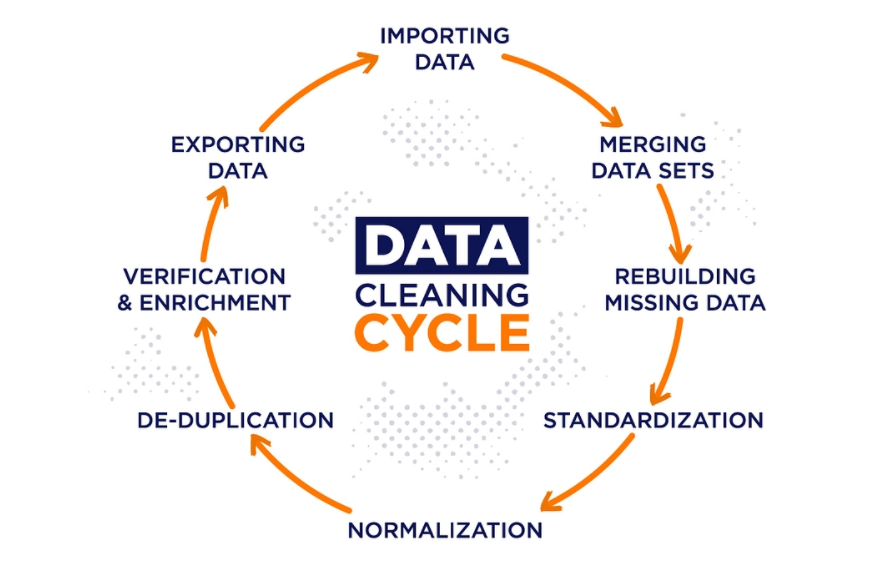 IMPORTING
DATA
MERGING
DATA SETS
REBUILDING
MISSING DATA
STANDARDIZATION
NORMALIZATION
DE-DUPLICATION
VERIFICATION
& ENRICHMENT
EXPORTING
DATA
DATA
CLEANING
CYCLE